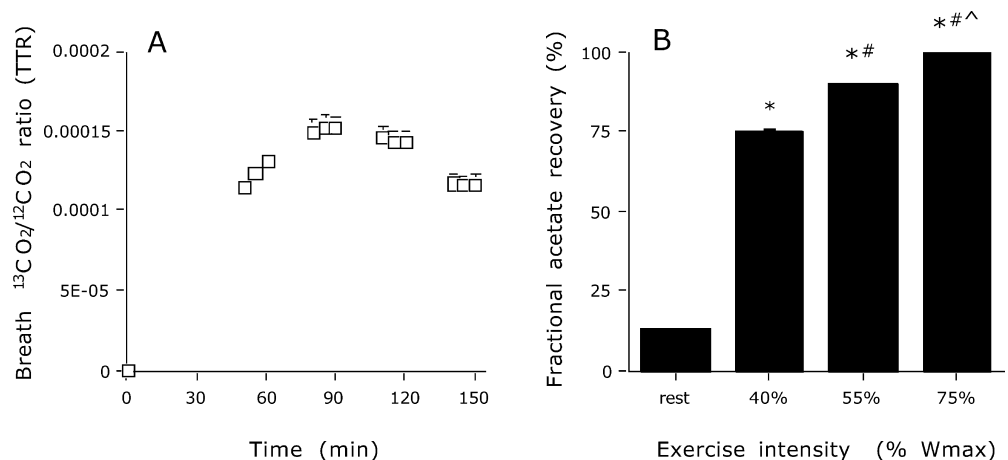 A
Breath ¹³CO₂/¹²CO₂ ratio (TTR)
0.0002
0.00015
0.0001
5E-05
0
0 30 60 90 120 150
Time (min)
B
Fractional acetate recovery (%)
100
75
50
25
0
*
*#
*#^
rest 40% 55% 75%
Exercise intensity (% Wmax)